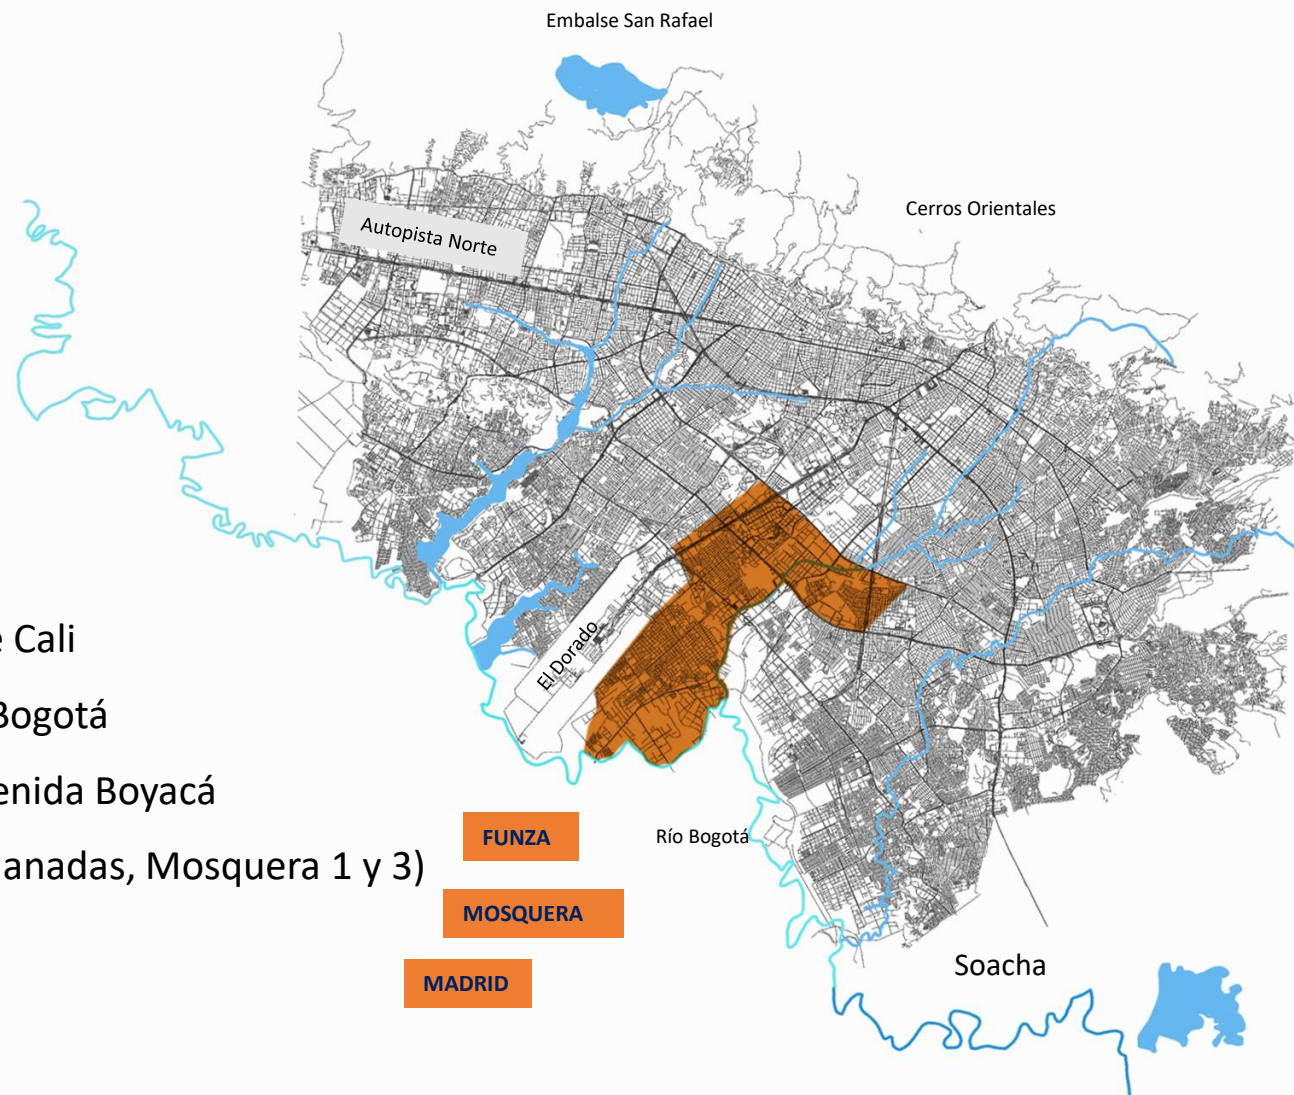 Embalse San Rafael
Cerros Orientales
Autopista Norte
El Dorado
e Cali
Bogotá
enida Boyacá
anadas, Mosquera 1 y 3)
FUNZA
Río Bogotá
MOSQUERA
MADRID
Soacha